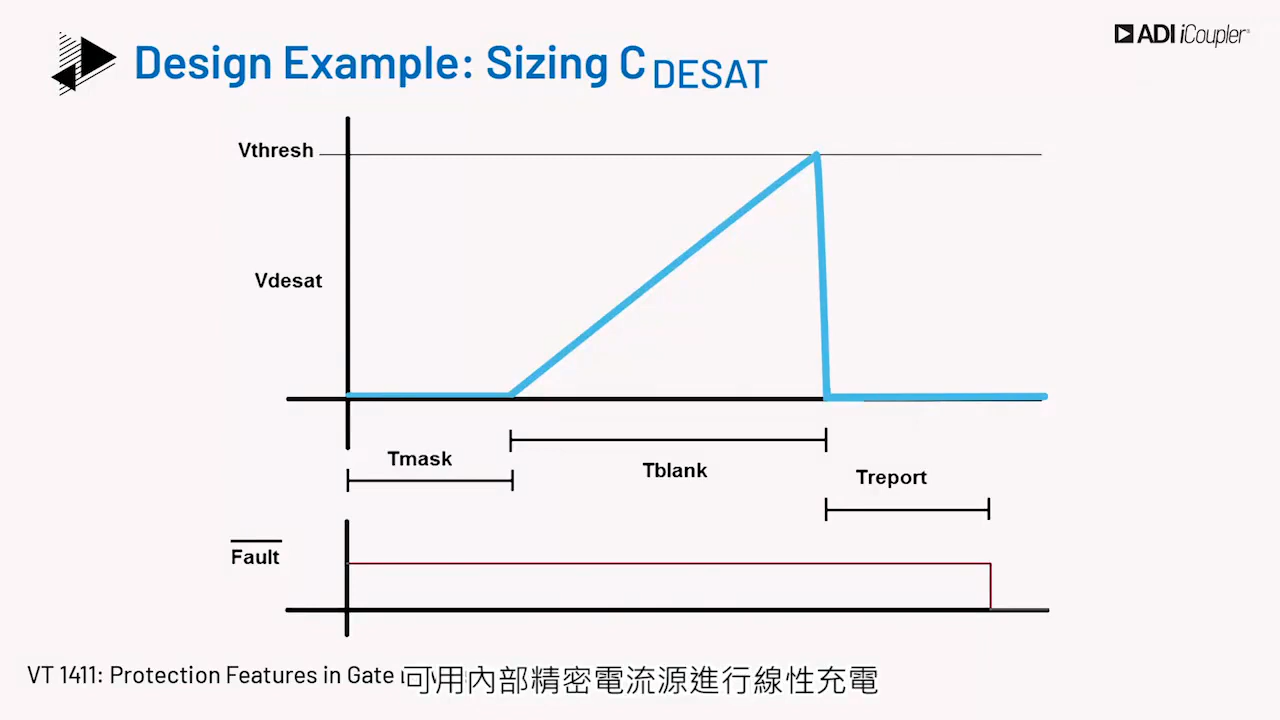 Design Example: Sizing C DESAT
ADI iCoupler®
Vthresh
Vdesat
Tmask
Tblank
Treport
Fault
VT 1411: Protection Features in Gate
可用內部精密電流源進行線性充電